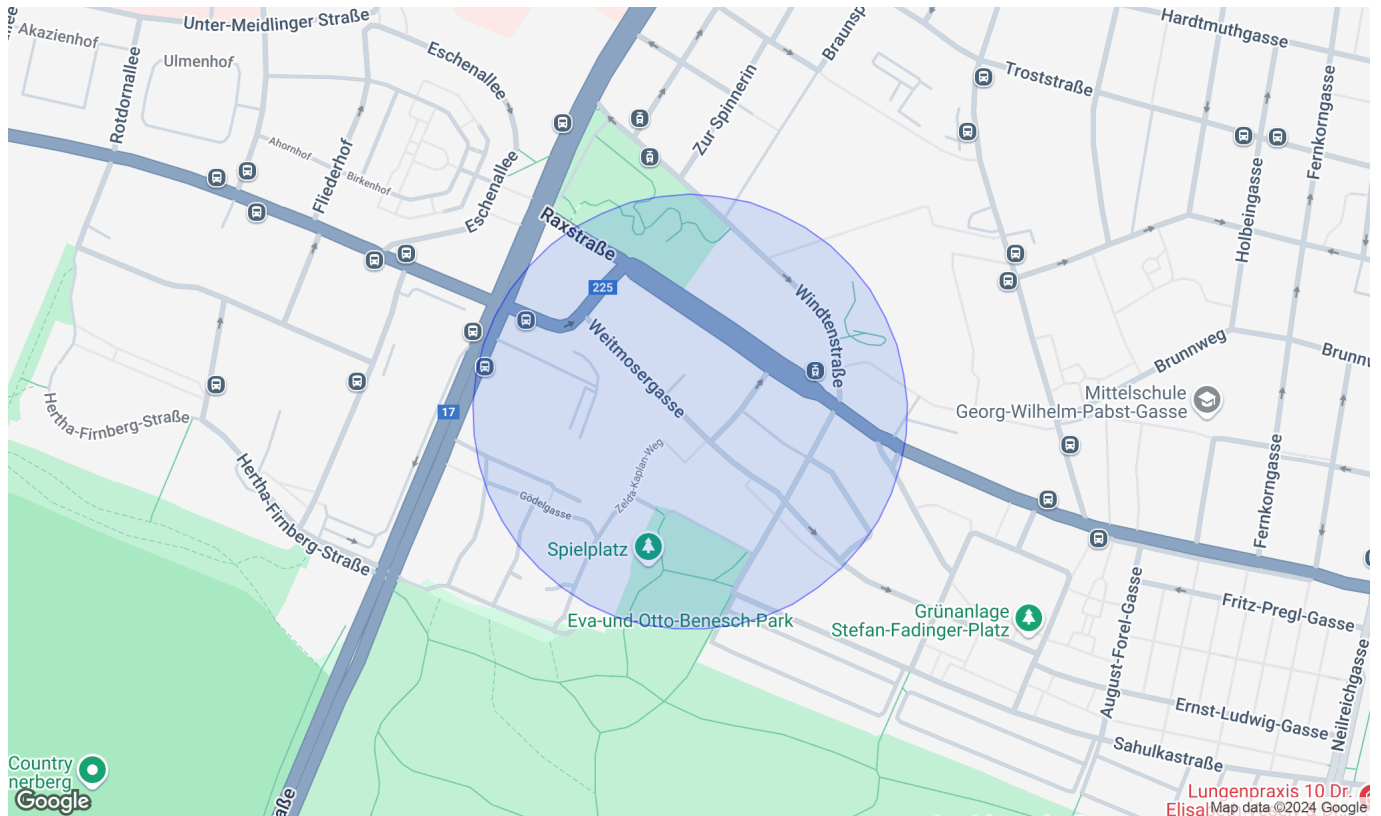 Unter-Meidlinger Straße
Hardtmuthgasse
Akazienhof
Ulmenhof
Eschenallee
Troststraße
Rotdornallee
Zur Spinnerin
Fernkorngasse
Ahornhof
Birkenhof
Fliederhof
Eschenallee
Holbeingasse
Raxstraße
225
Windtenstraße
Weitmosergasse
Brunnweg
Mittelschule
Georg-Wilhelm-Pabst-Gasse
17
Hertha-Firnberg-Straße
Hertha-Firnberg-Straße
Zelda-Kaplan-Weg
Gödelgasse
Fernkorngasse
Spielplatz
Eva-und-Otto-Benesch-Park
Grünanlage
Stefan-Fadinger-Platz
Fritz-Pregl-Gasse
August-Forel-Gasse
Neilreichgasse
Ernst-Ludwig-Gasse
Sahulkastraße
Country
nerberg
Google
Lungenpraxis 10 Dr.
Map data ©2024 Google